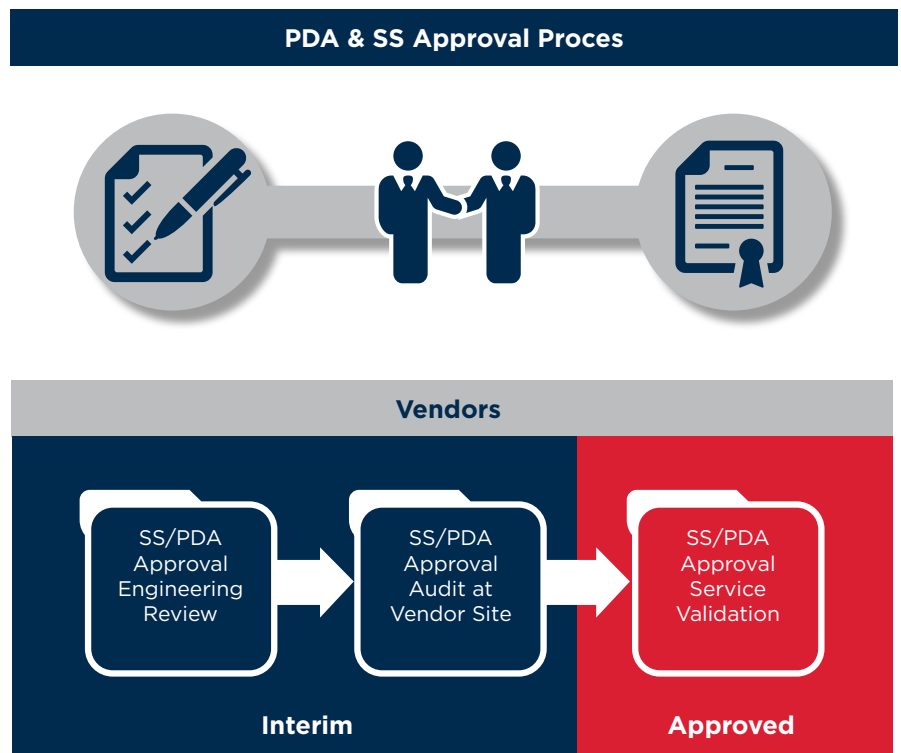 PDA & SS Approval Proces
Vendors
SS/PDA
Approval
Engineering
Review
SS/PDA
Approval
Audit at
Vendor Site
SS/PDA
Approval
Service
Validation
Interim
Approved